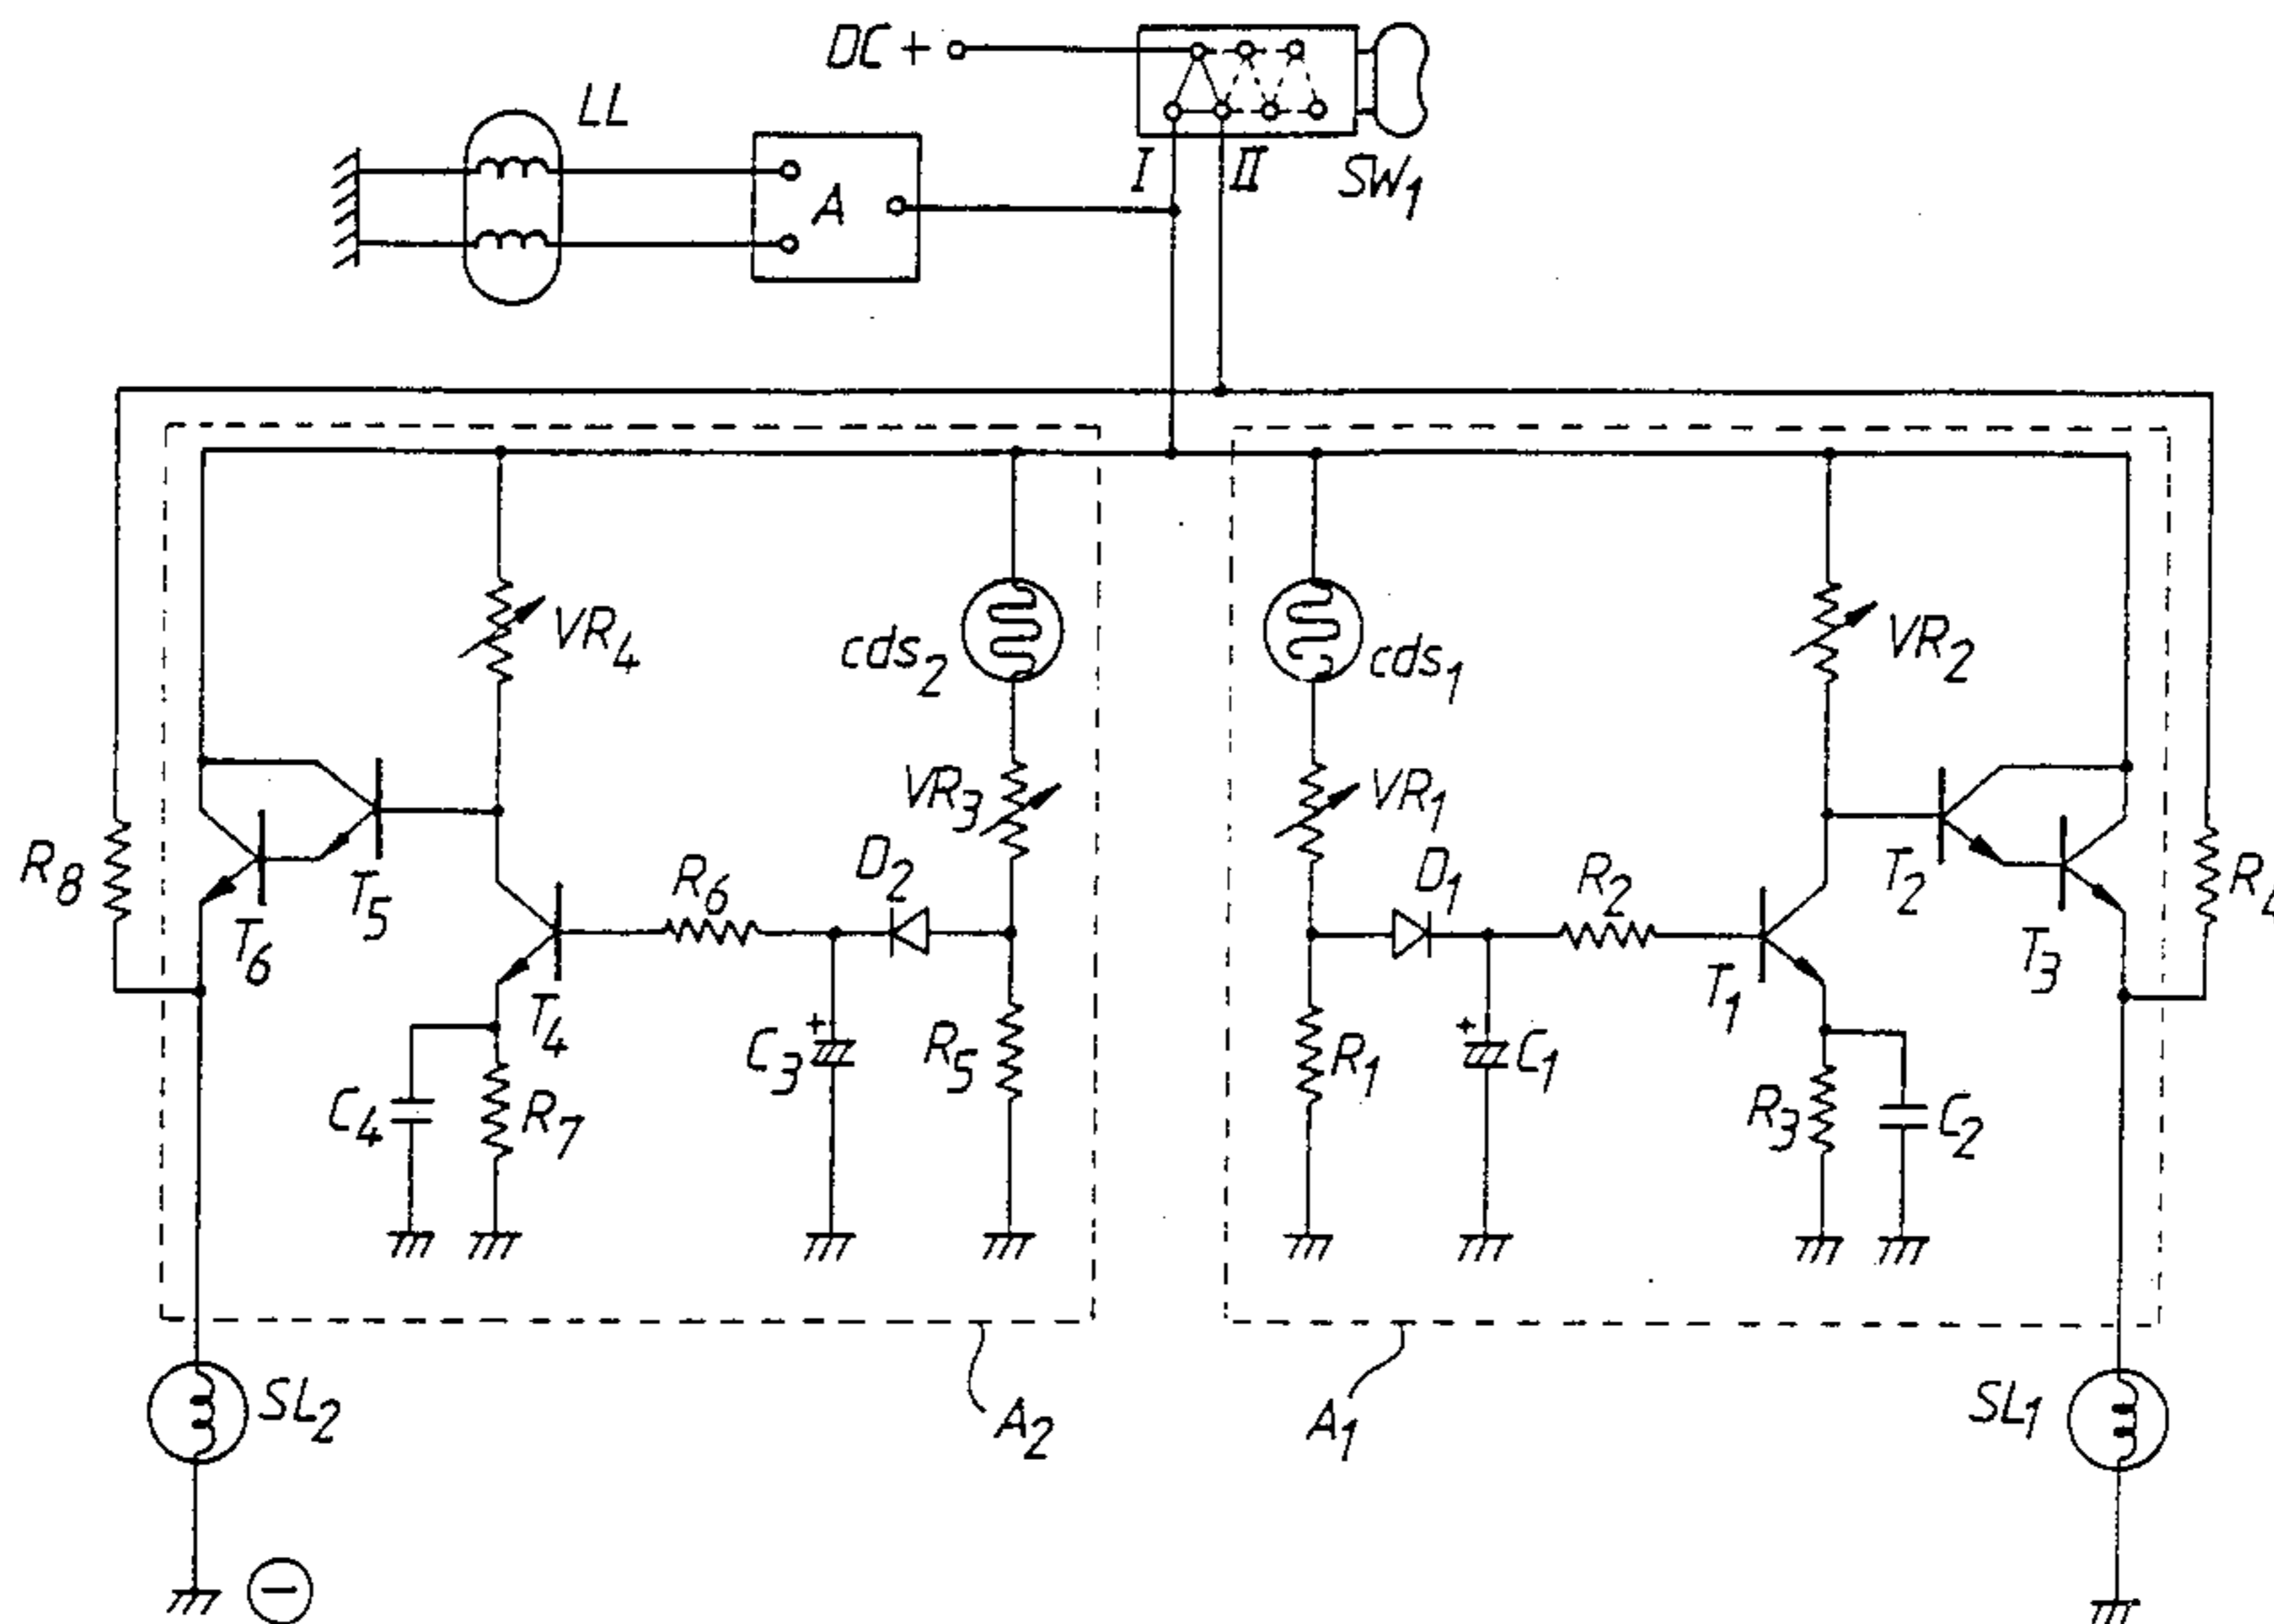 DC +
LL
A
I
II
SW1
VR4
cds2
cds1
VR2
VR3
VR1
R8
T6
T5
R6
D2
D1
R2
T2
T3
R4
T4
C3
R5
R1
C1
T1
C4
R7
R3
C2
SL2
A2
A1
SL1
−